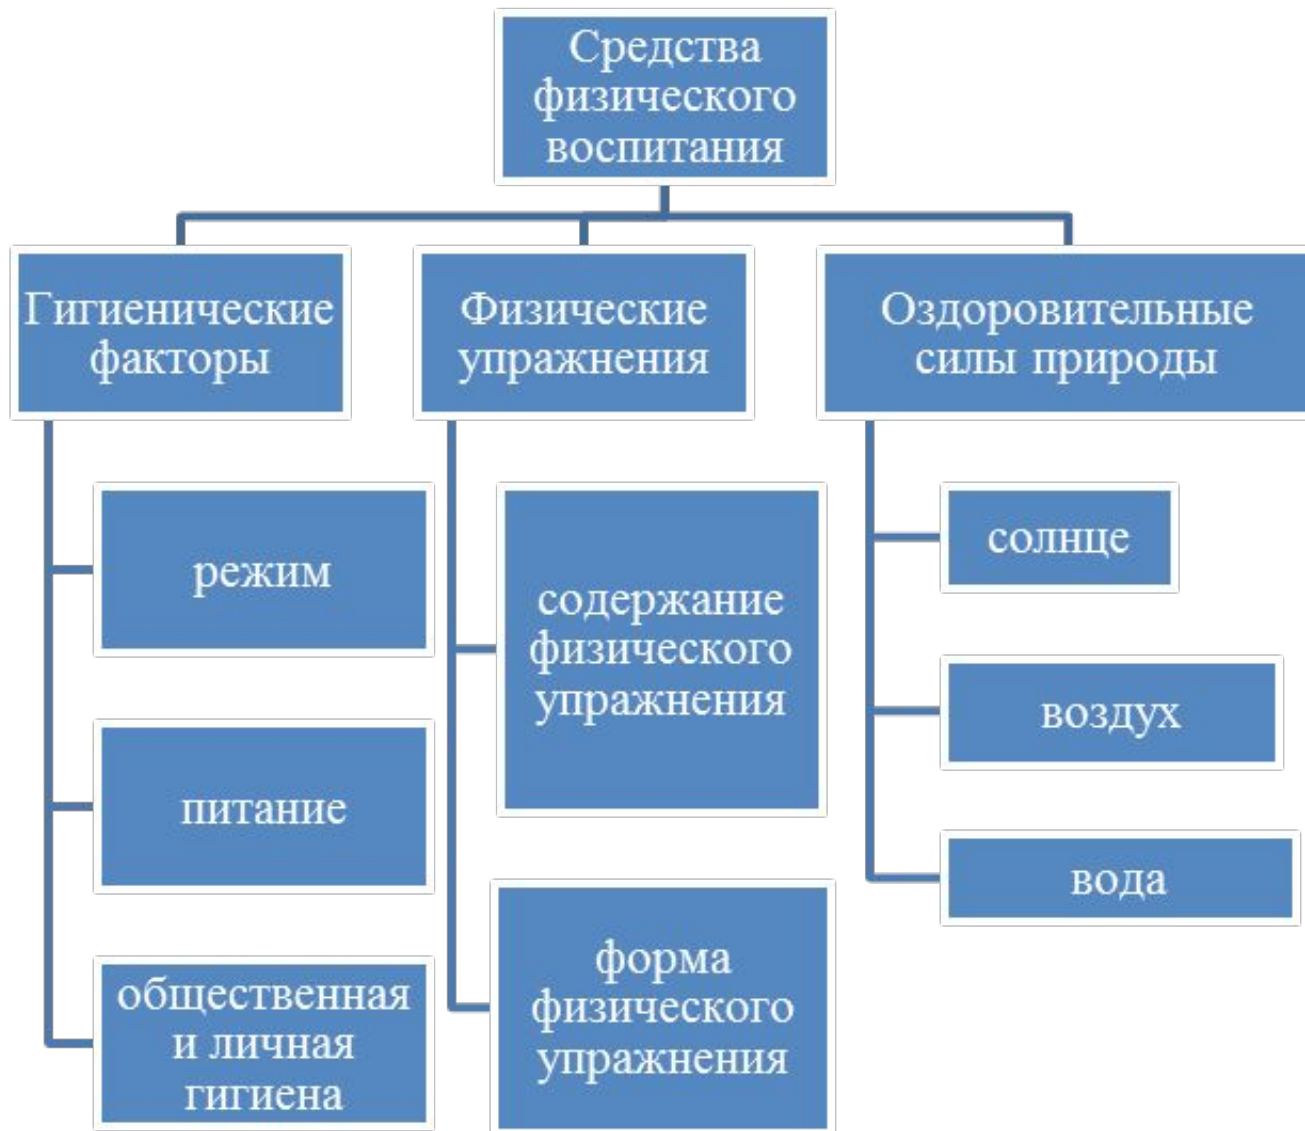 Средства
физического
воспитания
Гигиенические
факторы
Физические
упражнения
Оздоровительные
силы природы
режим
питание
общественная
и личная
гигиена
содержание
физического
упражнения
форма
физического
упражнения
солнце
воздух
вода